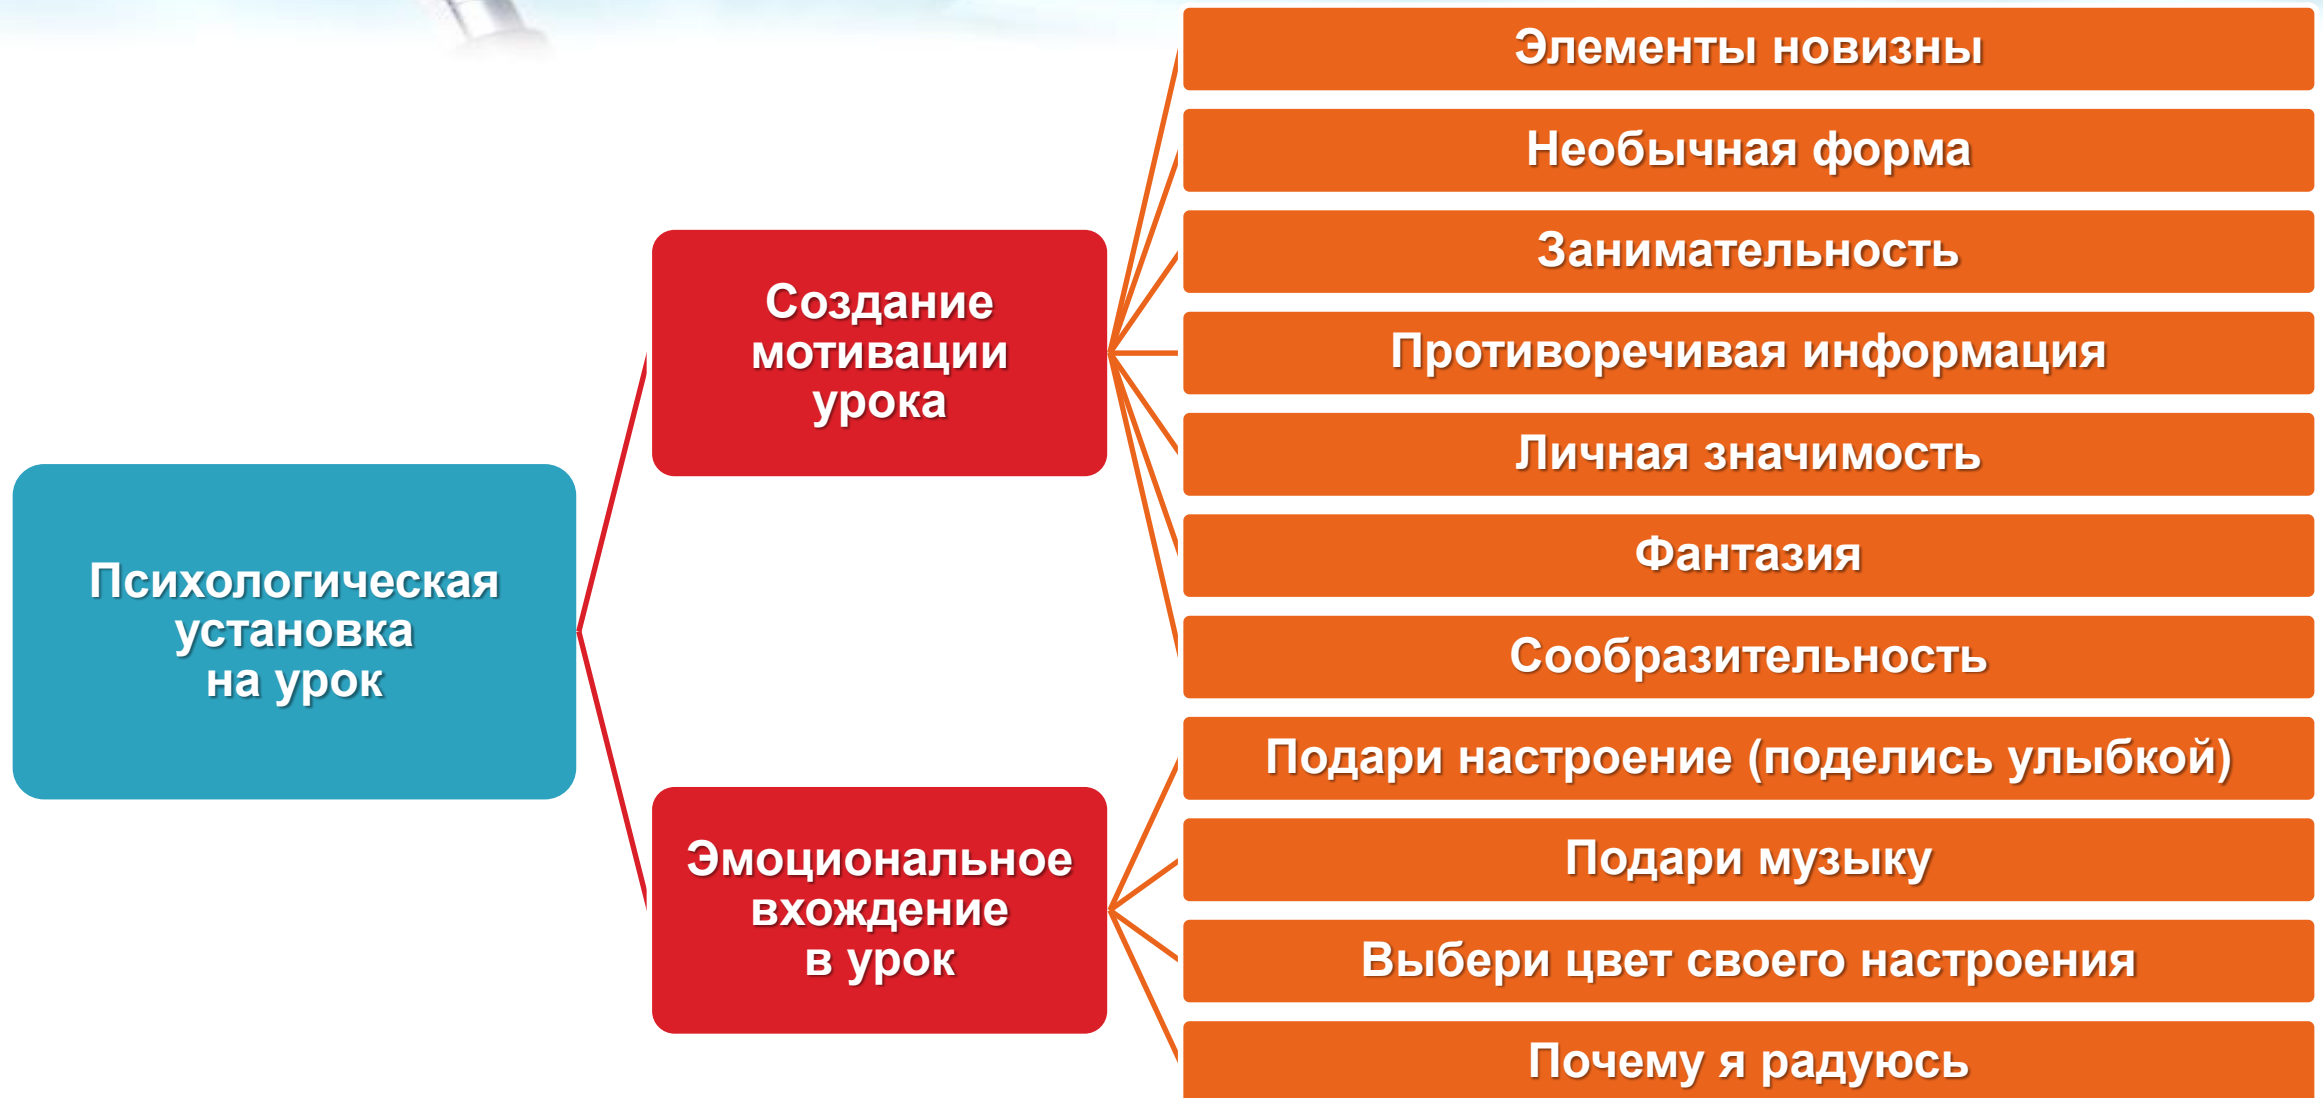 Психологическая
установка
на урок
Создание
мотивации
урока
Элементы новизны
Необычная форма
Занимательность
Противоречивая информация
Личная значимость
Фантазия
Сообразительность
Эмоциональное
вхождение
в урок
Подари настроение (поделись улыбкой)
Подари музыку
Выбери цвет своего настроения
Почему я радуюсь